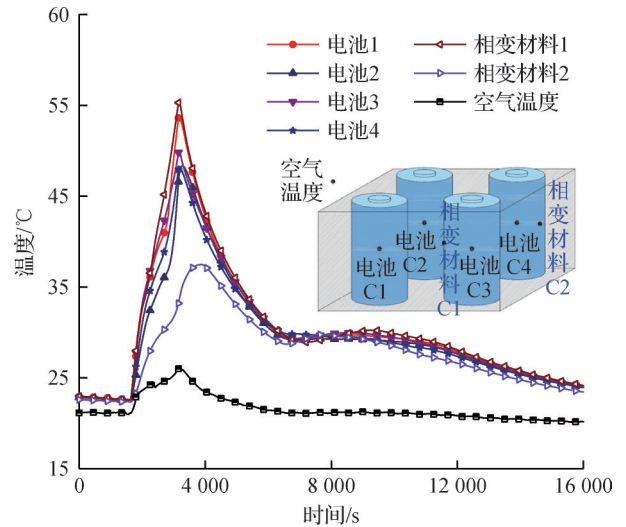 65
55
45
35
25
15
温度/℃
0
4 000
8 000
12 000
16 000
时间/s
电池1
电池2
电池3
电池4
相变材料1
相变材料2
空气温度
空气
温度
电池
C1
电池
C2
相变材料
C1
电池
C3
电池
C4
相变材料
C2